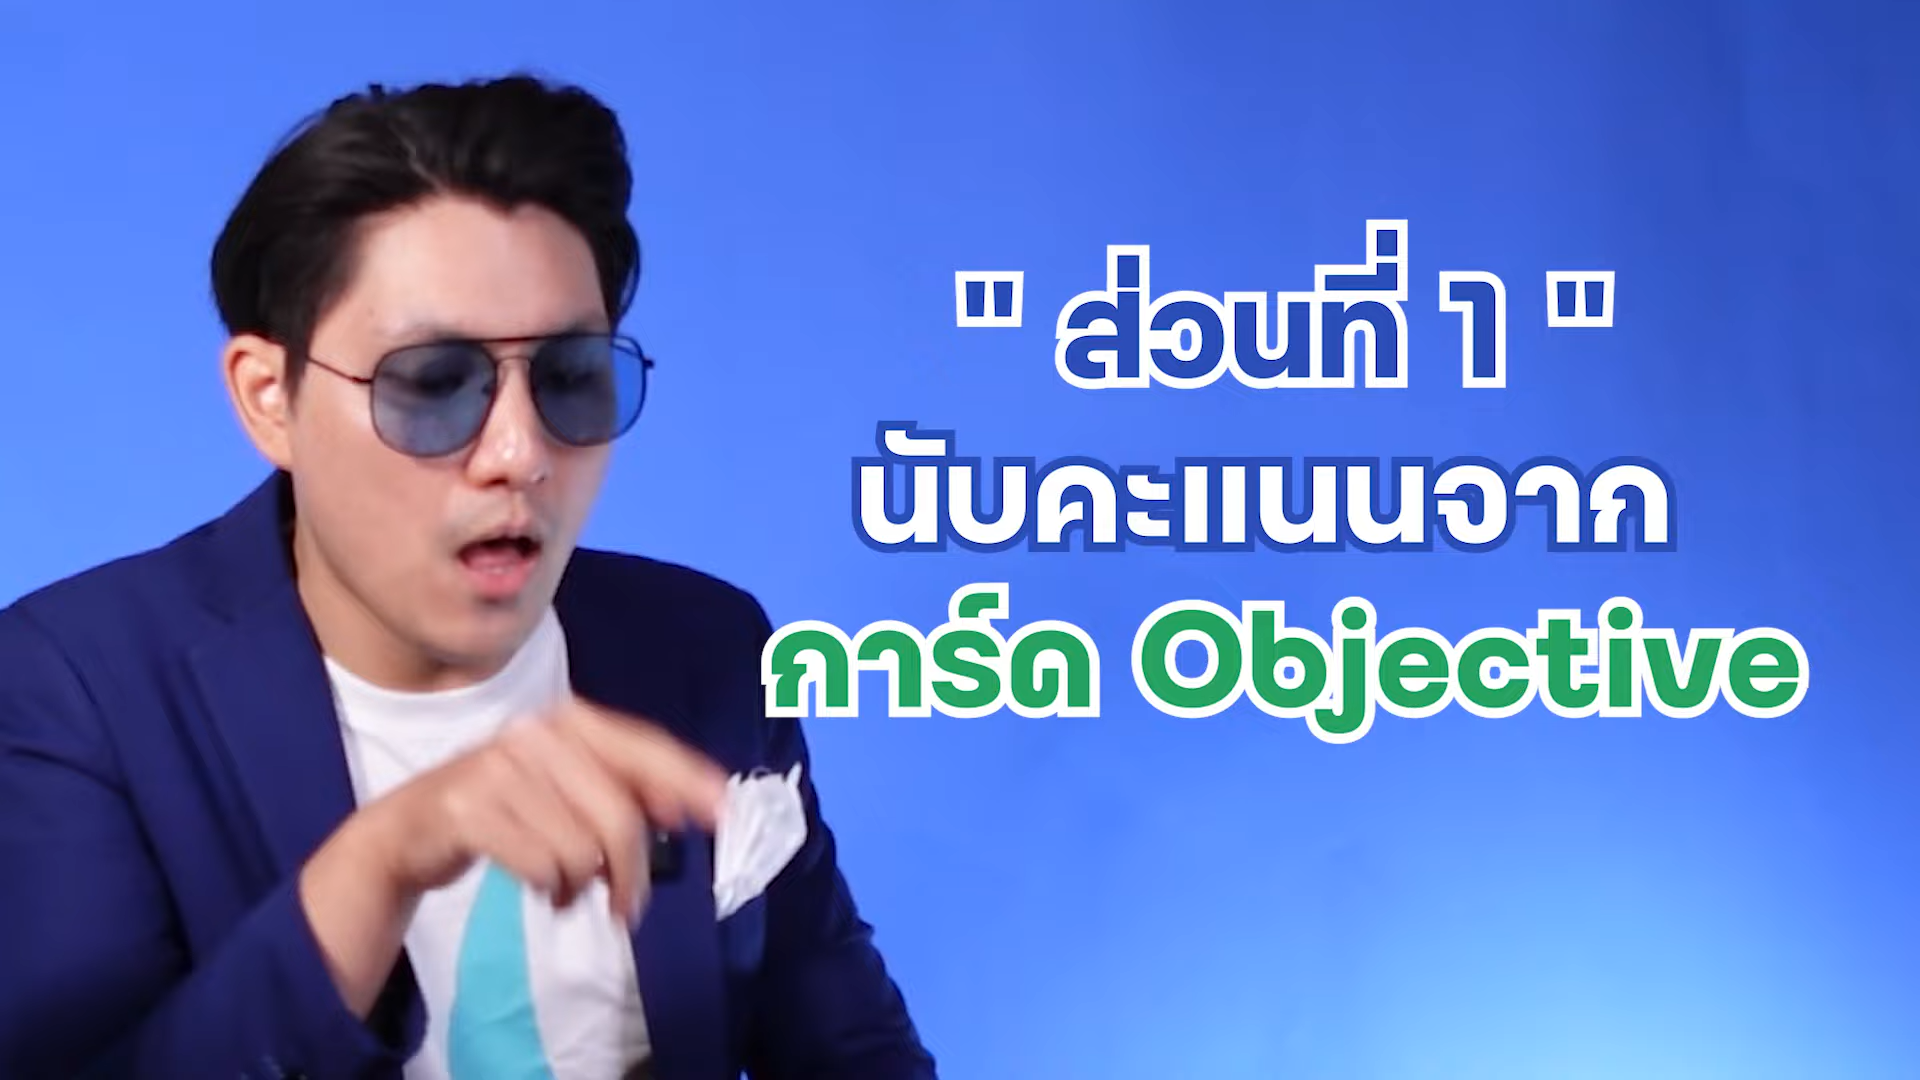 " ส่วนที่ 1 "
นับคะแนนจาก
การ์ด Objective